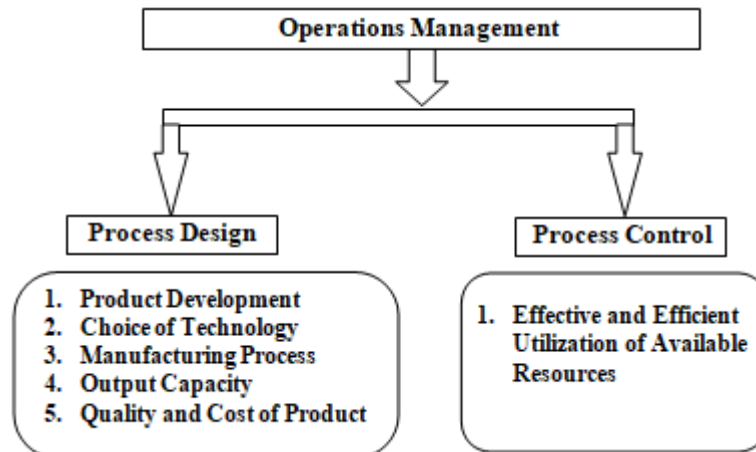 Operations Management
Process Design
Process Control
1. Product Development
2. Choice of Technology
3. Manufacturing Process
4. Output Capacity
5. Quality and Cost of Product
1. Effective and Efficient
Utilization of Available
Resources